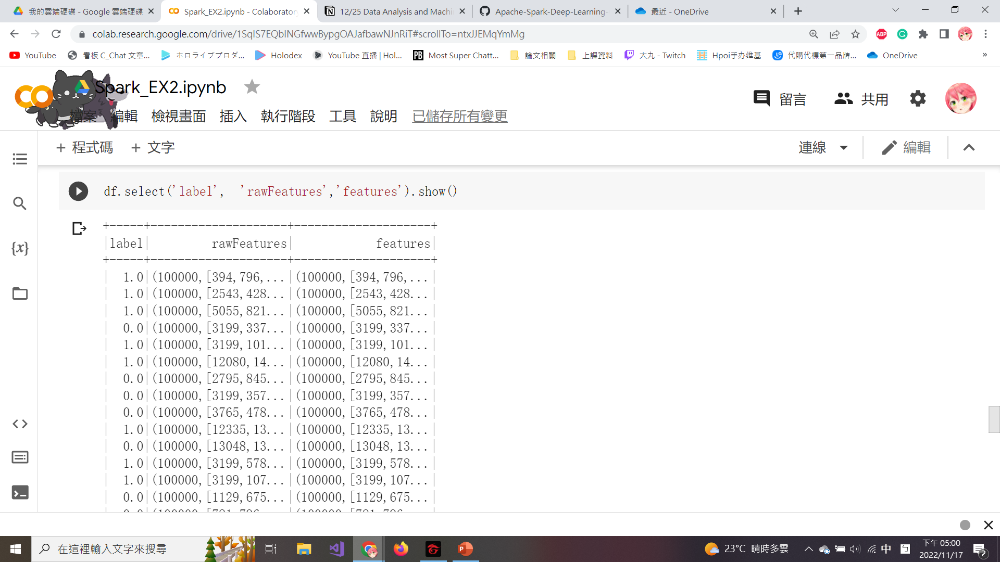 我的雲端硬碟 - Google 雲端硬碟
Spark_EX2.ipynb - Colaboratory
12/25 Data Analysis and Machi
Apache-Spark-Deep-Learning-
最近 - OneDrive
colab.research.google.com/drive/1SqIS7EQbINGfwwBypgOAJafbawNJnRiT#scrollTo=ntxJJEMqYmMg
ABP
YouTube
看板 C_Chat 文章...
ホロライブプロダ...
Holodex
YouTube 直播 | Hol...
PB
Most Super Chatt...
論文相關
上課資料
大丸 - Twitch
Hpoi手办维基
代購代標第一品牌...
OneDrive
»
Spark_EX2.ipynb
留言
共用
檔案 編輯 檢視畫面 插入 執行階段 工具 說明 已儲存所有變更
+ 程式碼 + 文字
連線
編輯
df.select('label',  'rawFeatures','features').show()
{x}
+-----+--------------------+--------------------+
|label|         rawFeatures|            features|
+-----+--------------------+--------------------+
|  1.0|(100000,[394,796,...|(100000,[394,796,...|
|  1.0|(100000,[2543,428...|(100000,[2543,428...|
|  1.0|(100000,[5055,821...|(100000,[5055,821...|
|  0.0|(100000,[3199,337...|(100000,[3199,337...|
|  1.0|(100000,[3199,101...|(100000,[3199,101...|
|  1.0|(100000,[12080,14...|(100000,[12080,14...|
|  0.0|(100000,[2795,845...|(100000,[2795,845...|
|  0.0|(100000,[3199,357...|(100000,[3199,357...|
|  0.0|(100000,[3765,478...|(100000,[3765,478...|
|  1.0|(100000,[12335,13...|(100000,[12335,13...|
|  0.0|(100000,[13048,13...|(100000,[13048,13...|
|  1.0|(100000,[3199,578...|(100000,[3199,578...|
|  1.0|(100000,[3199,107...|(100000,[3199,107...|
|  0.0|(100000,[1129,675...|(100000,[1129,675...|
在這裡輸入文字來搜尋
23°C 晴時多雲
中
下午 05:00
2022/11/17
2